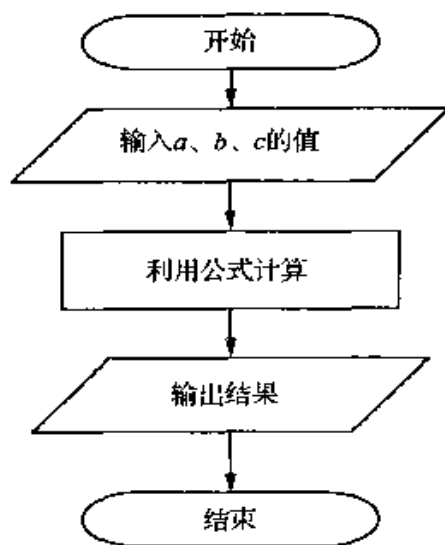 开始
输入a、b、c的值
利用公式计算
输出结果
结束